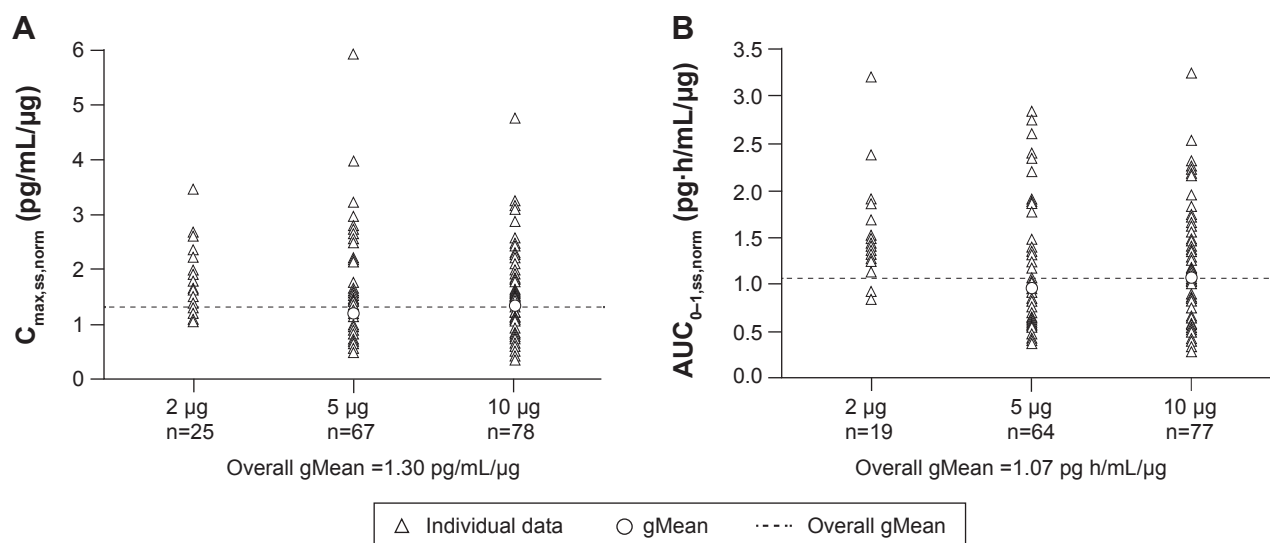 A
C_max,ss,norm (pg/mL/µg)
6
5
4
3
2
1
0
2 µg
n=25
5 µg
n=67
10 µg
n=78
Overall gMean =1.30 pg/mL/µg
B
AUC_0–1,ss,norm (pg·h/mL/µg)
3.5
3.0
2.5
2.0
1.5
1.0
0.5
0.0
2 µg
n=19
5 µg
n=64
10 µg
n=77
Overall gMean =1.07 pg h/mL/µg
Individual data
gMean
Overall gMean